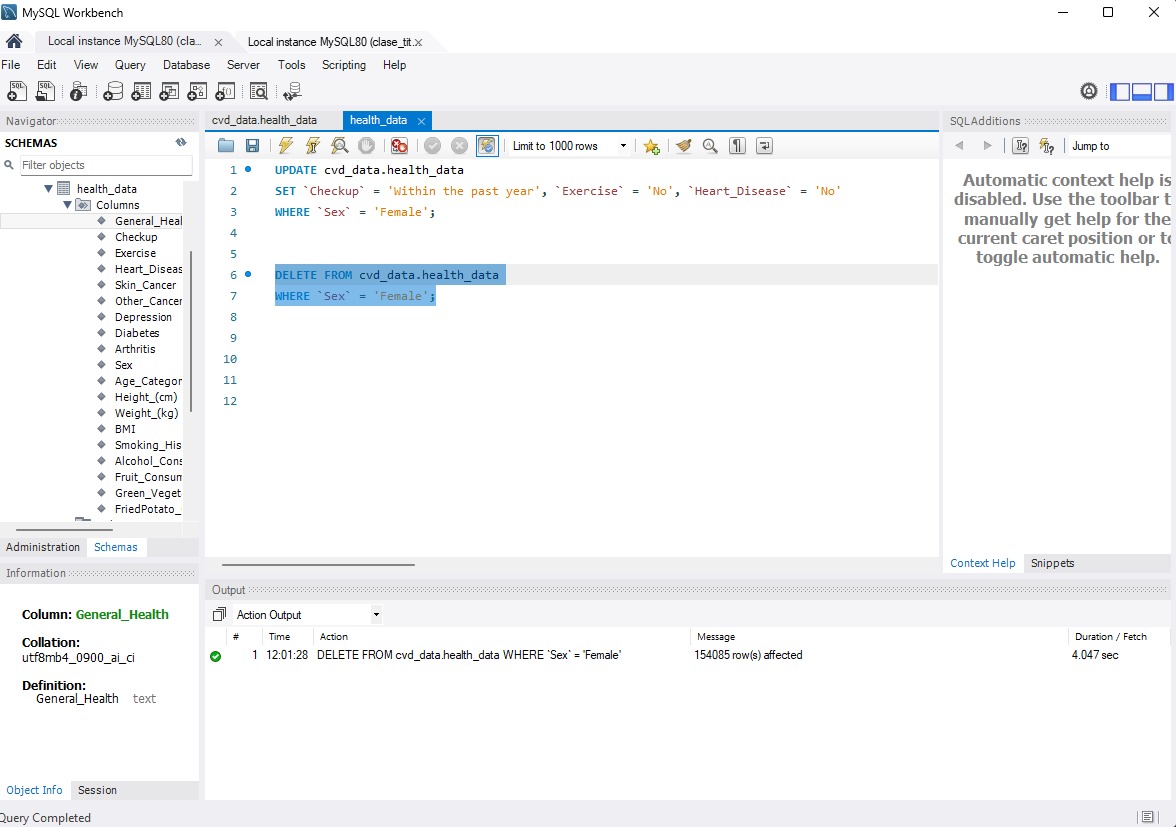 MySQL Workbench
Local instance MySQL80 (cla...
Local instance MySQL80 (clase_tit...
File Edit View Query Database Server Tools Scripting Help
Navigator
SCHEMAS
Filter objects
health_data
Columns
General_Heal
Checkup
Exercise
Heart_Diseas
Skin_Cancer
Other_Cancer
Depression
Diabetes
Arthritis
Sex
Age_Categor
Height_(cm)
Weight_(kg)
BMI
Smoking_His
Alcohol_Cons
Fruit_Consum
Green_Veget
FriedPotato_
Administration Schemas
Information
Column: General_Health
Collation:
utf8mb4_0900_ai_ci
Definition:
General_Health text
Object Info Session
Query Completed
cvd_data.health_data health_data
Limit to 1000 rows
1 UPDATE cvd_data.health_data
2 SET `Checkup` = 'Within the past year', `Exercise` = 'No', `Heart_Disease` = 'No'
3 WHERE `Sex` = 'Female';
4
5
6 DELETE FROM cvd_data.health_data
7 WHERE `Sex` = 'Female';
8
9
10
11
12
SQLAdditions
Jump to
Automatic context help is
disabled. Use the toolbar t
manually get help for the
current caret position or to
toggle automatic help.
Context Help Snippets
Output
Action Output
# Time Action Message Duration / Fetch
1 12:01:28 DELETE FROM cvd_data.health_data WHERE `Sex` = 'Female' 154085 row(s) affected 4.047 sec